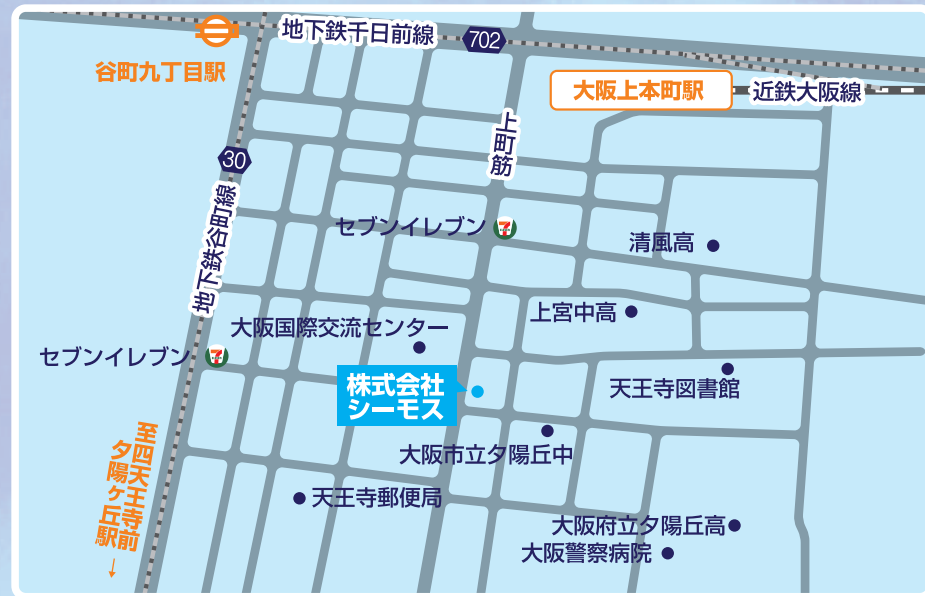 地下鉄千日前線
702
谷町九丁目駅
大阪上本町駅
近鉄大阪線
上町筋
30
地下鉄谷町線
セブンイレブン
7
清風高
上宮中高
大阪国際交流センター
セブンイレブン
7
株式会社
シーモス
天王寺図書館
大阪市立夕陽丘中
至四天王寺前
夕陽ヶ丘駅
↓
天王寺郵便局
大阪府立夕陽丘高
大阪警察病院